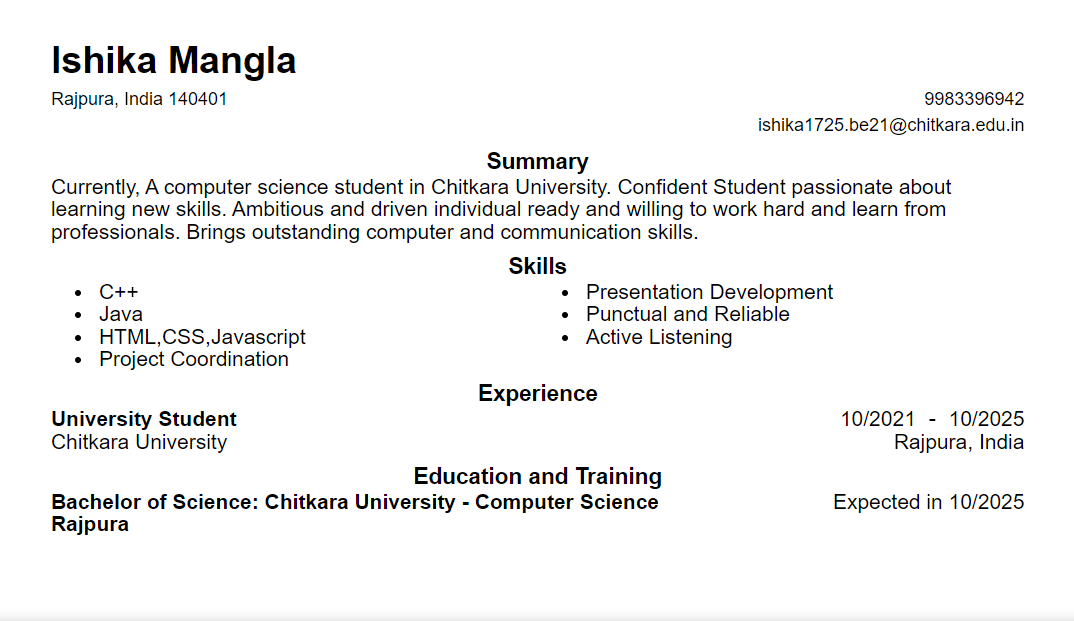 Ishika Mangla
Rajpura, India 140401
9983396942
ishika1725.be21@chitkara.edu.in
Summary
Currently, A computer science student in Chitkara University. Confident Student passionate about
learning new skills. Ambitious and driven individual ready and willing to work hard and learn from
professionals. Brings outstanding computer and communication skills.
Skills
• C++
• Java
• HTML,CSS,Javascript
• Project Coordination
• Presentation Development
• Punctual and Reliable
• Active Listening
Experience
University Student 10/2021 - 10/2025
Chitkara University Rajpura, India
Education and Training
Bachelor of Science: Chitkara University - Computer Science Expected in 10/2025
Rajpura